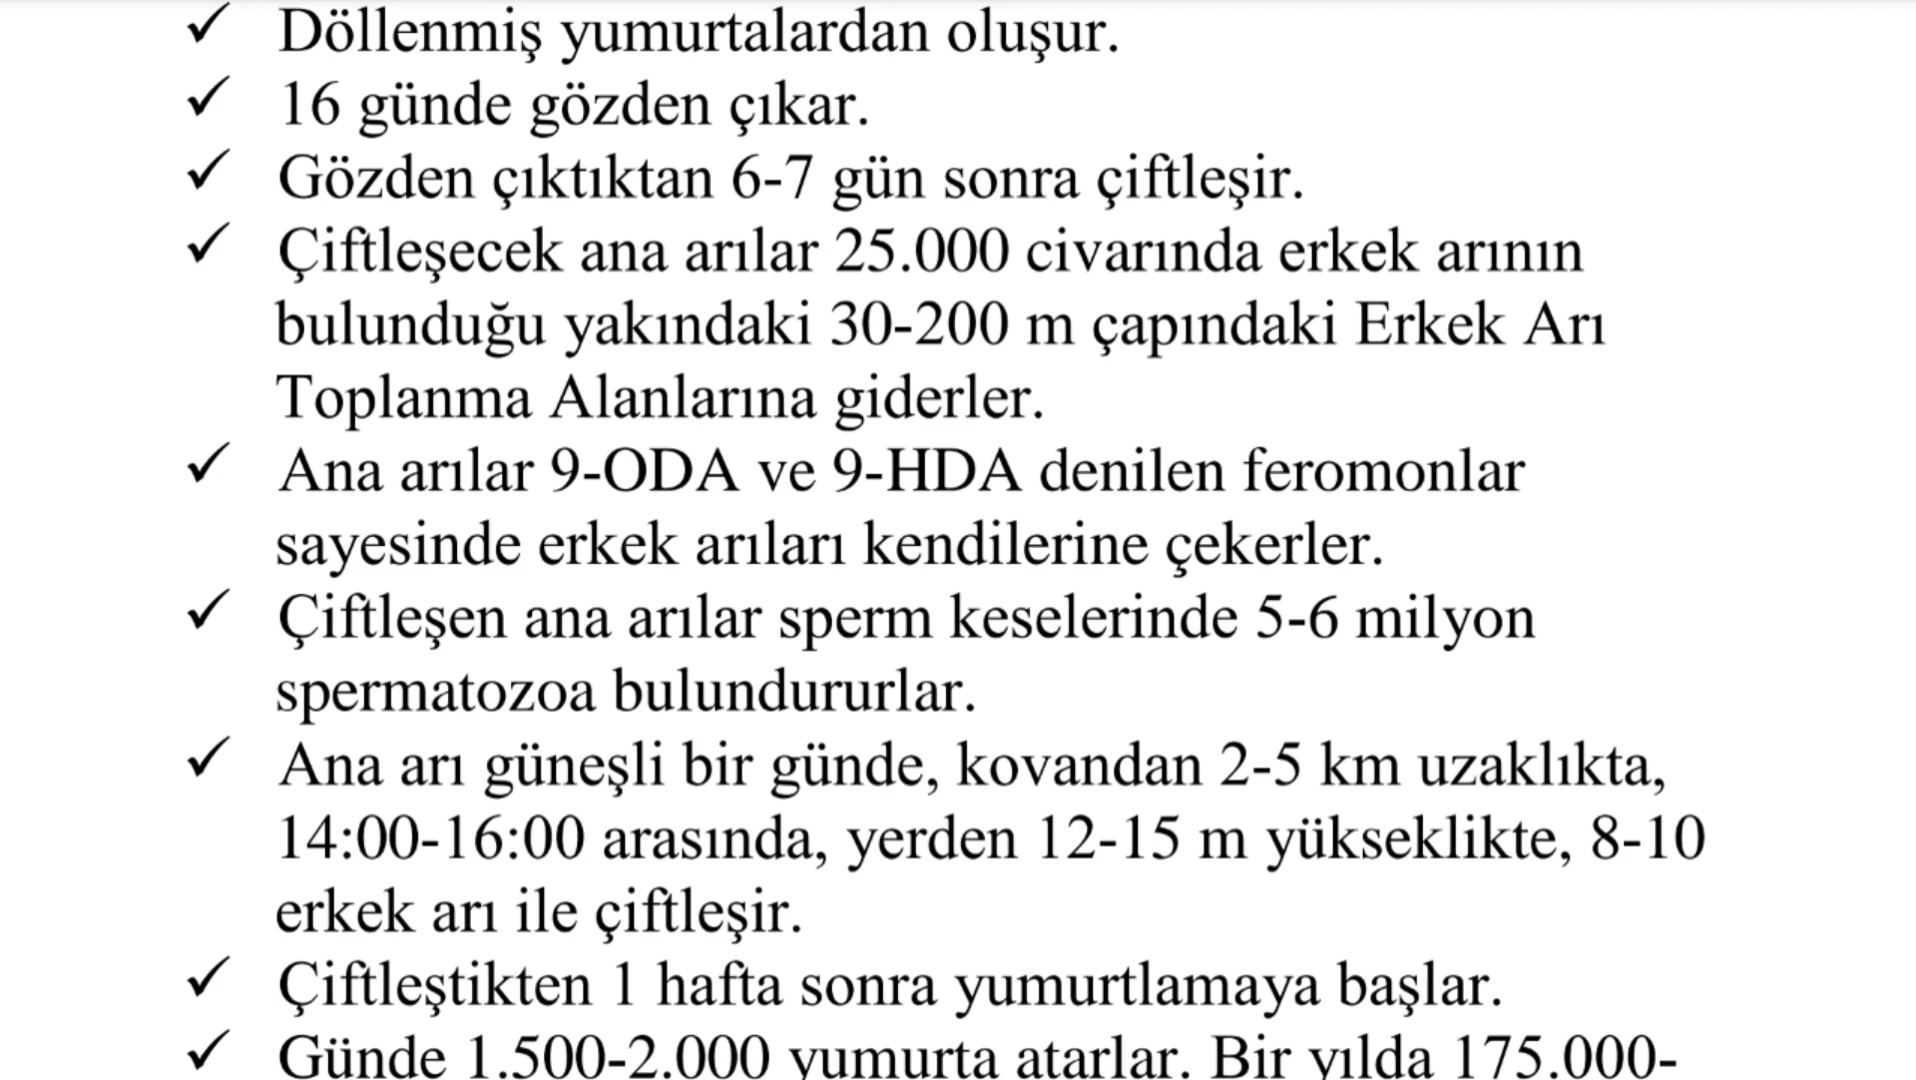 ✓ Döllenmiş yumurtalardan oluşur.
✓ 16 günde gözden çıkar.
✓ Gözden çıktıktan 6-7 gün sonra çiftleşir.
✓ Çiftleşecek ana arılar 25.000 civarında erkek arının
bulunduğu yakındaki 30-200 m çapındaki Erkek Arı
Toplanma Alanlarına giderler.
✓ Ana arılar 9-ODA ve 9-HDA denilen feromonlar
sayesinde erkek arıları kendilerine çekerler.
✓ Çiftleşen ana arılar sperm keselerinde 5-6 milyon
spermatozoa bulundururlar.
✓ Ana arı güneşli bir günde, kovandan 2-5 km uzaklıkta,
14:00-16:00 arasında, yerden 12-15 m yükseklikte, 8-10
erkek arı ile çiftleşir.
✓ Çiftleştikten 1 hafta sonra yumurtlamaya başlar.
✓ Günde 1.500-2.000 yumurta atarlar. Bir yılda 175.000-